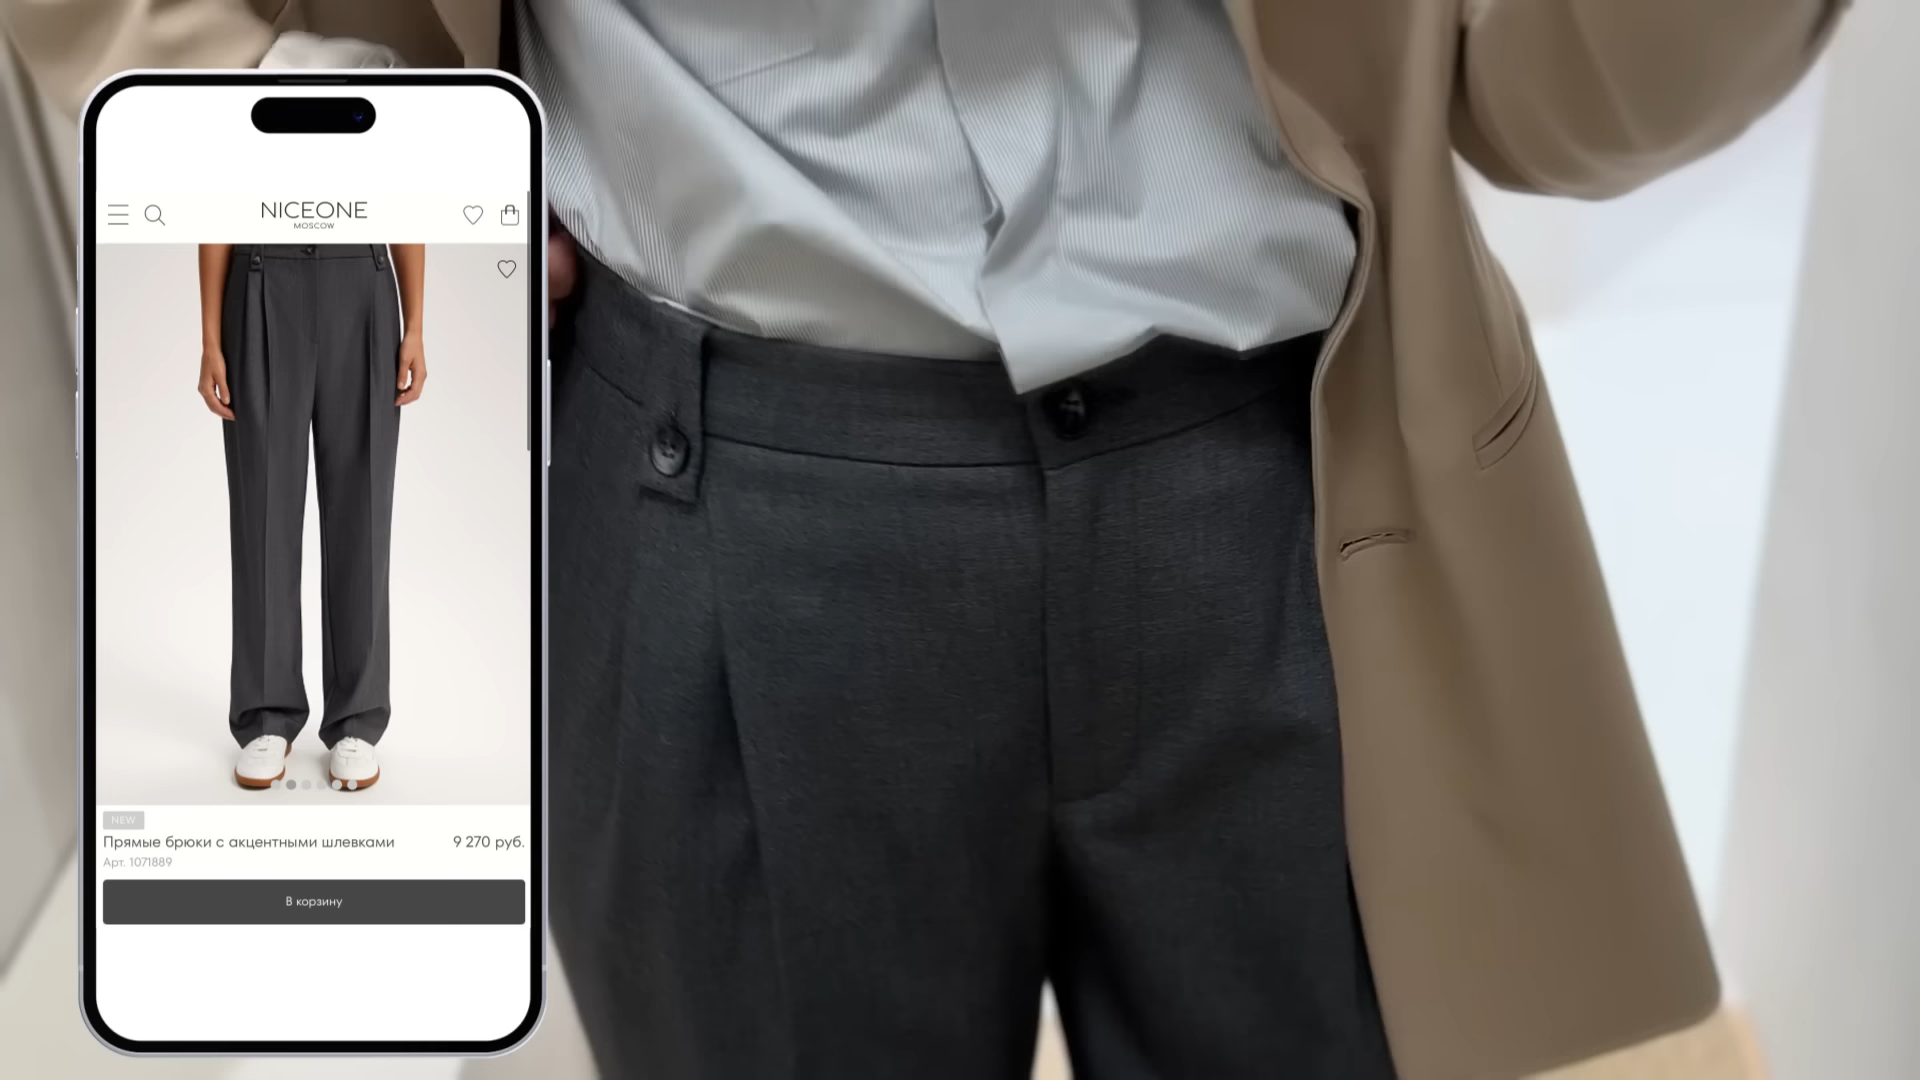 NICEONE
MOSCOW
NEW
Прямые брюки с акцентными шлевками
9 270 руб.
Арт. 1071889
В корзину